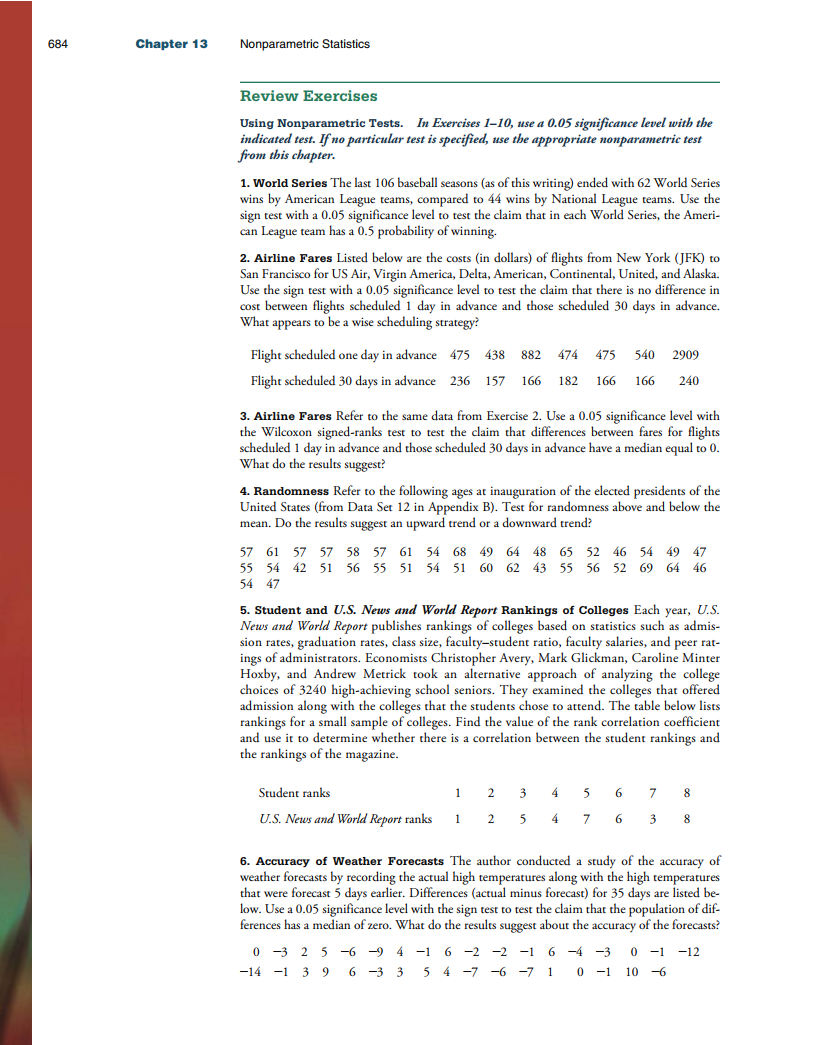 684 Chapter 13 Nonparametric Statistics
Review Exercises
Using Nonparametric Tests. In Exercises 1–10, use a 0.05 significance level with the
indicated test. If no particular test is specified, use the appropriate nonparametric test
from this chapter.
1. World Series The last 106 baseball seasons (as of this writing) ended with 62 World Series
wins by American League teams, compared to 44 wins by National League teams. Use the
sign test with a 0.05 significance level to test the claim that in each World Series, the Ameri-
can League team has a 0.5 probability of winning.
2. Airline Fares Listed below are the costs (in dollars) of flights from New York (JFK) to
San Francisco for US Air, Virgin America, Delta, American, Continental, United, and Alaska.
Use the sign test with a 0.05 significance level to test the claim that there is no difference in
cost between flights scheduled 1 day in advance and those scheduled 30 days in advance.
What appears to be a wise scheduling strategy?
Flight scheduled one day in advance 475 438 882 474 475 540 2909
Flight scheduled 30 days in advance 236 157 166 182 166 166 240
3. Airline Fares Refer to the same data from Exercise 2. Use a 0.05 significance level with
the Wilcoxon signed-ranks test to test the claim that differences between fares for flights
scheduled 1 day in advance and those scheduled 30 days in advance have a median equal to 0.
What do the results suggest?
4. Randomness Refer to the following ages at inauguration of the elected presidents of the
United States (from Data Set 12 in Appendix B). Test for randomness above and below the
mean. Do the results suggest an upward trend or a downward trend?
57 61 57 57 58 57 61 54 68 49 64 48 65 52 46 54 49 47
55 54 42 51 56 55 51 54 51 60 62 43 55 56 52 69 64 46
54 47
5. Student and U.S. News and World Report Rankings of Colleges Each year, U.S.
News and World Report publishes rankings of colleges based on statistics such as admis-
sion rates, graduation rates, class size, faculty–student ratio, faculty salaries, and peer rat-
ings of administrators. Economists Christopher Avery, Mark Glickman, Caroline Minter
Hoxby, and Andrew Metrick took an alternative approach of analyzing the college
choices of 3240 high-achieving school seniors. They examined the colleges that offered
admission along with the colleges that the students chose to attend. The table below lists
rankings for a small sample of colleges. Find the value of the rank correlation coefficient
and use it to determine whether there is a correlation between the student rankings and
the rankings of the magazine.
Student ranks 1 2 3 4 5 6 7 8
U.S. News and World Report ranks 1 2 5 4 7 6 3 8
6. Accuracy of Weather Forecasts The author conducted a study of the accuracy of
weather forecasts by recording the actual high temperatures along with the high temperatures
that were forecast 5 days earlier. Differences (actual minus forecast) for 35 days are listed be-
low. Use a 0.05 significance level with the sign test to test the claim that the population of dif-
ferences has a median of zero. What do the results suggest about the accuracy of the forecasts?
0 −3 2 5 −6 −9 4 −1 6 −2 −2 −1 6 −4 −3 0 −1 −12
−14 −1 3 9 6 −3 3 5 4 −7 −6 −7 1 0 −1 10 −6